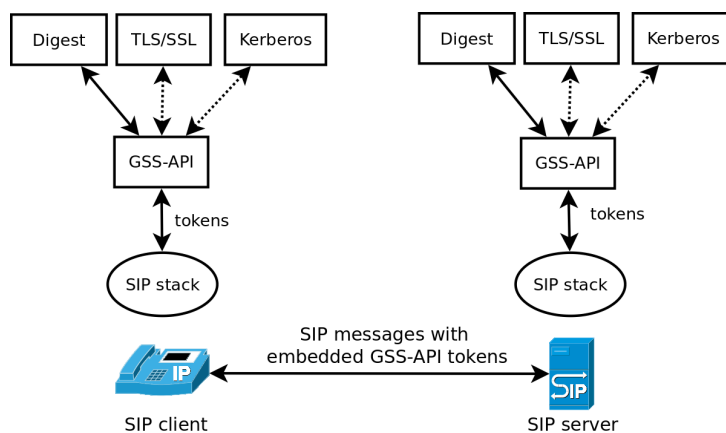 Digest TLS/SSL Kerberos Digest TLS/SSL Kerberos
GSS-API GSS-API
tokens tokens
SIP stack SIP stack
SIP messages with
embedded GSS-API tokens
IP SIP
SIP client SIP server